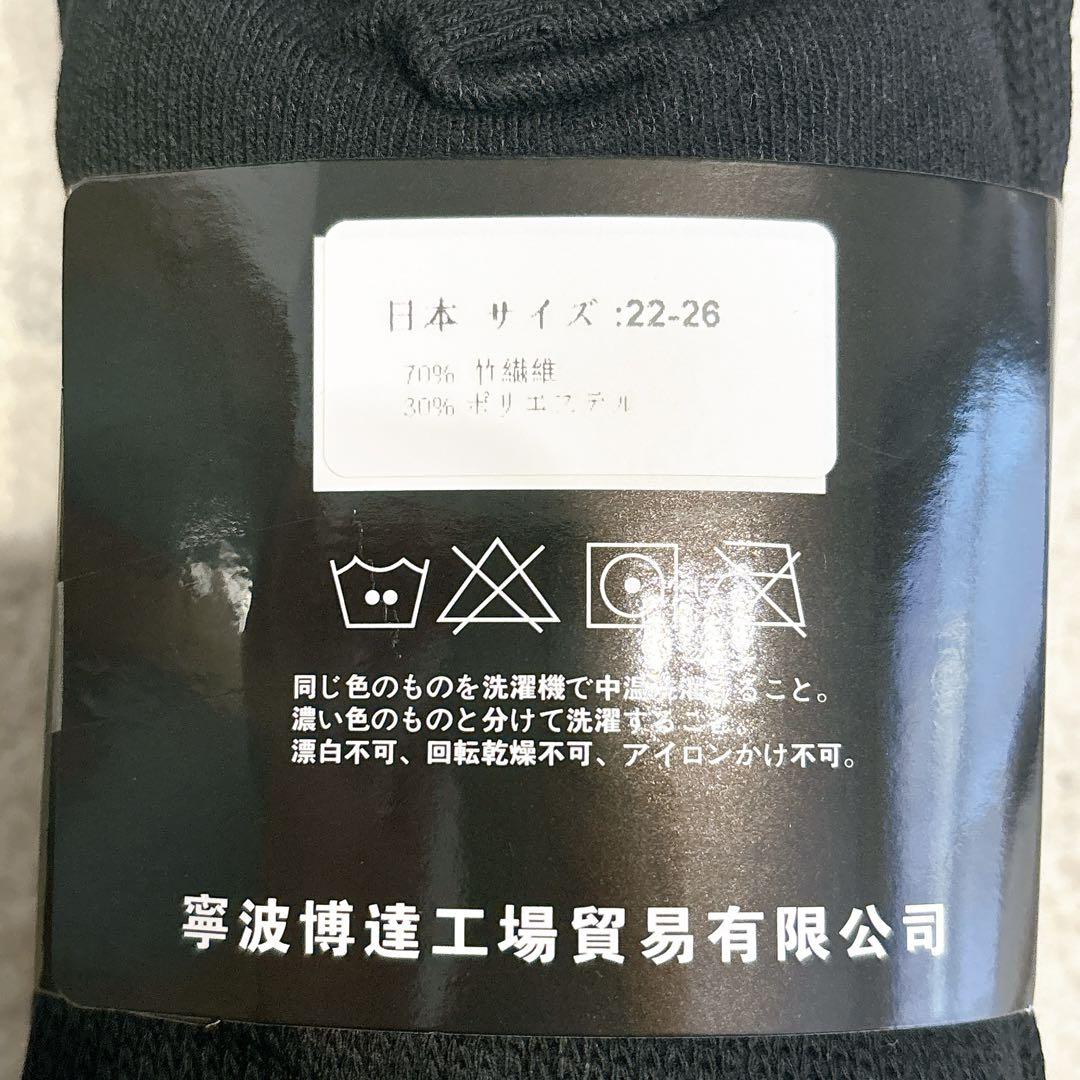 日本 サイズ :22-26
70% 竹繊維
30% ポリエステル
同じ色のものを洗濯機で中温洗濯すること。
濃い色のものと分けて洗濯すること。
漂白不可、回転乾燥不可、アイロンかけ不可。
寧波博達工場貿易有限公司